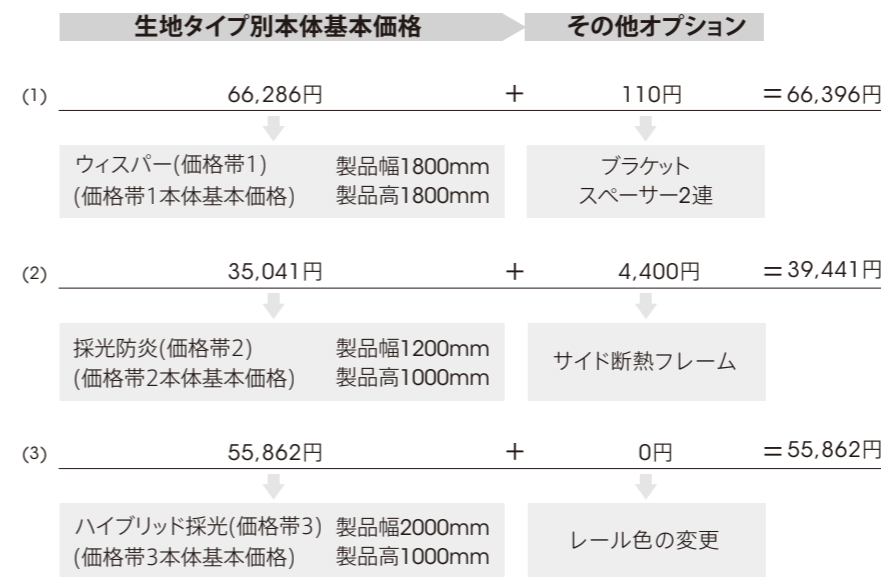 生地タイプ別本体基本価格 その他オプション
(1) 66,286円 + 110円 =66,396円
ウィスパー(価格帯1) 製品幅1800mm
(価格帯1本体基本価格) 製品高1800mm
ブラケット
スペーサー2連
(2) 35,041円 + 4,400円 =39,441円
採光防炎(価格帯2) 製品幅1200mm
(価格帯2本体基本価格) 製品高1000mm
サイド断熱フレーム
(3) 55,862円 + 0円 =55,862円
ハイブリッド採光(価格帯3) 製品幅2000mm
(価格帯3本体基本価格) 製品高1000mm
レール色の変更